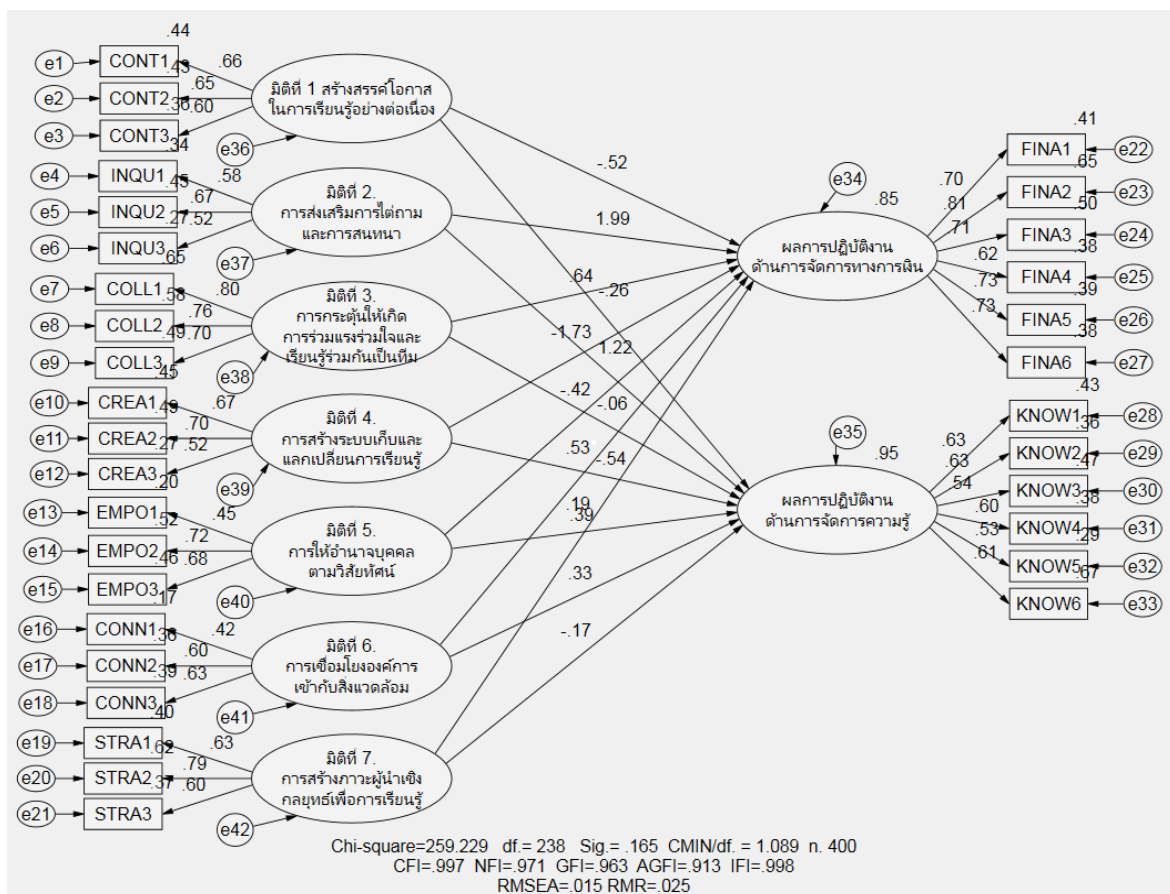 .44
e1 CONT1 .66
.43
e2 CONT2 .65
.36 .60
e3 CONT3
.34
มิติที่ 1 สร้างสรรค์โอกาส
ในการเรียนรู้อย่างต่อเนื่อง
e36
e4 INQU1 .58
.45
e5 INQU2 .67
.27 .52
e6 INQU3
.65
มิติที่ 2.
การส่งเสริมการไต่ถาม
และการสนทนา
e37
e7 COLL1 .80
.58
e8 COLL2 .76
.49 .70
e9 COLL3
.45
มิติที่ 3.
การกระตุ้นให้เกิด
การร่วมแรงร่วมใจและ
เรียนรู้ร่วมกันเป็นทีม
e38
e10 CREA1 .67
.49
e11 CREA2 .70
.27 .52
e12 CREA3
.20
มิติที่ 4.
การสร้างระบบเก็บและ
แลกเปลี่ยนการเรียนรู้
e39
e13 EMPO1 .45
.52
e14 EMPO2 .72
.46 .68
e15 EMPO3
.17
มิติที่ 5.
การให้อำนาจบุคคล
ตามวิสัยทัศน์
e40
e16 CONN1 .42
.36
e17 CONN2 .60
.39 .63
e18 CONN3
.40
มิติที่ 6.
การเชื่อมโยงองค์การ
เข้ากับสิ่งแวดล้อม
e41
e19 STRA1 .63
.62
e20 STRA2 .79
.37 .60
e21 STRA3
มิติที่ 7.
การสร้างภาวะผู้นำเชิง
กลยุทธ์เพื่อการเรียนรู้
e42
-.52
1.99
.64
-.26
-1.73
1.22
-.42
-.06
.53
-.54
.19
.39
.33
-.17
e34
.85
ผลการปฏิบัติงาน
ด้านการจัดการทางการเงิน
e35
.95
ผลการปฏิบัติงาน
ด้านการจัดการความรู้
.41
.70 FINA1 e22
.65
.81 FINA2 e23
.50
.71 FINA3 e24
.38
.62 FINA4 e25
.39
.73 FINA5 e26
.38
.73 FINA6 e27
.43
.63 KNOW1 e28
.36
.63 KNOW2 e29
.47
.54 KNOW3 e30
.38
.60 KNOW4 e31
.29
.53 KNOW5 e32
.67
.61 KNOW6 e33
Chi-square=259.229 df.= 238 Sig.= .165 CMIN/df. = 1.089 n. 400
CFI=.997 NFI=.971 GFI=.963 AGFI=.913 IFI=.998
RMSEA=.015 RMR=.025